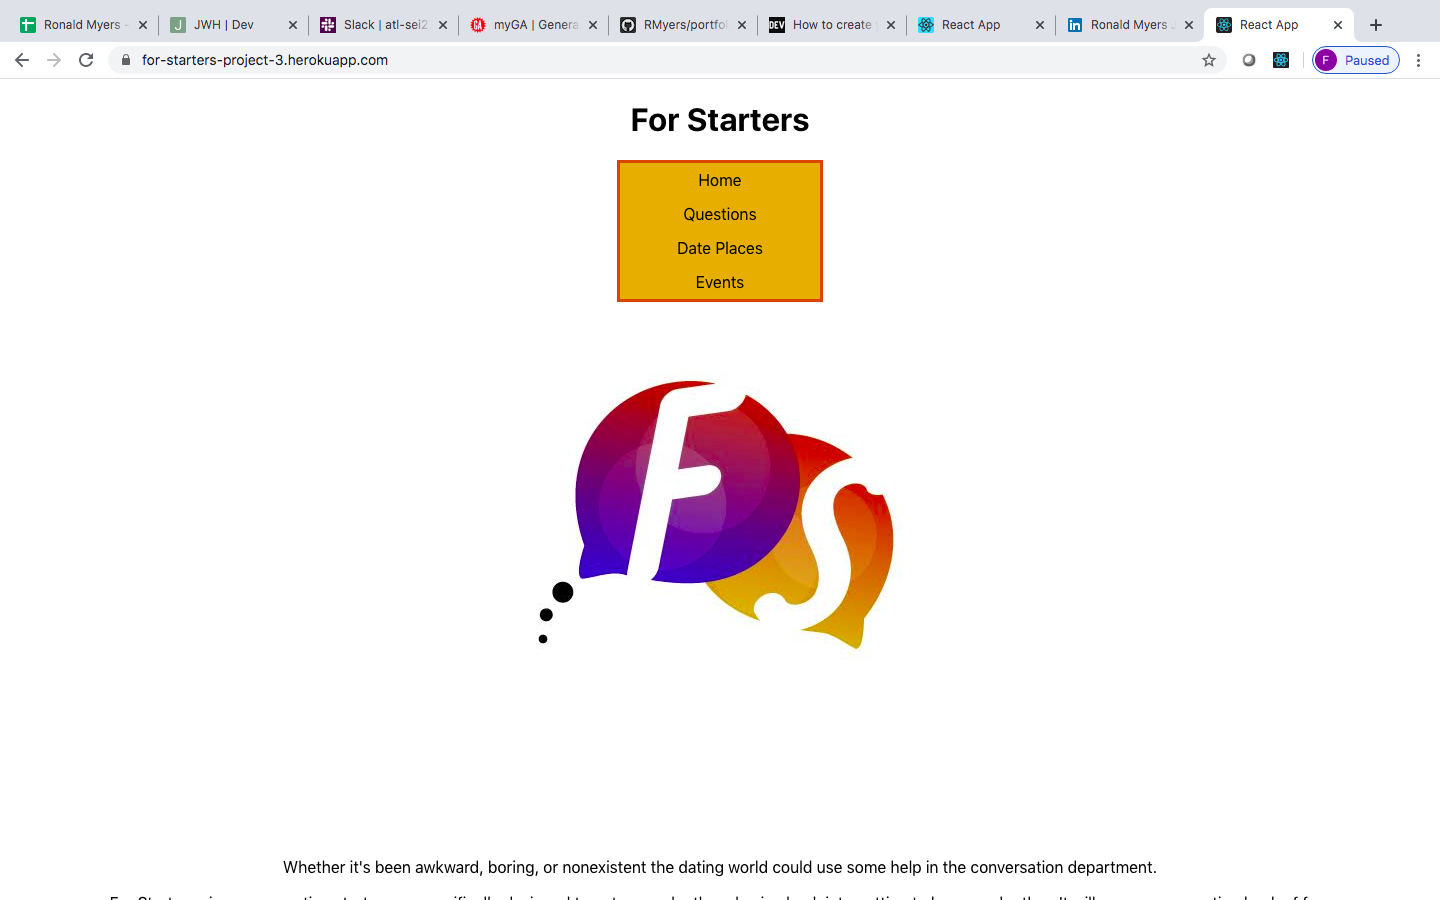 Ronald Myers -
JWH | Dev
Slack | atl-sei2
myGA | Genera
RMyers/portfo
How to create
React App
Ronald Myers
React App
for-starters-project-3.herokuapp.com
F
Paused
For Starters
Home
Questions
Date Places
Events
FS
Whether it's been awkward, boring, or nonexistent the dating world could use some help in the conversation department.